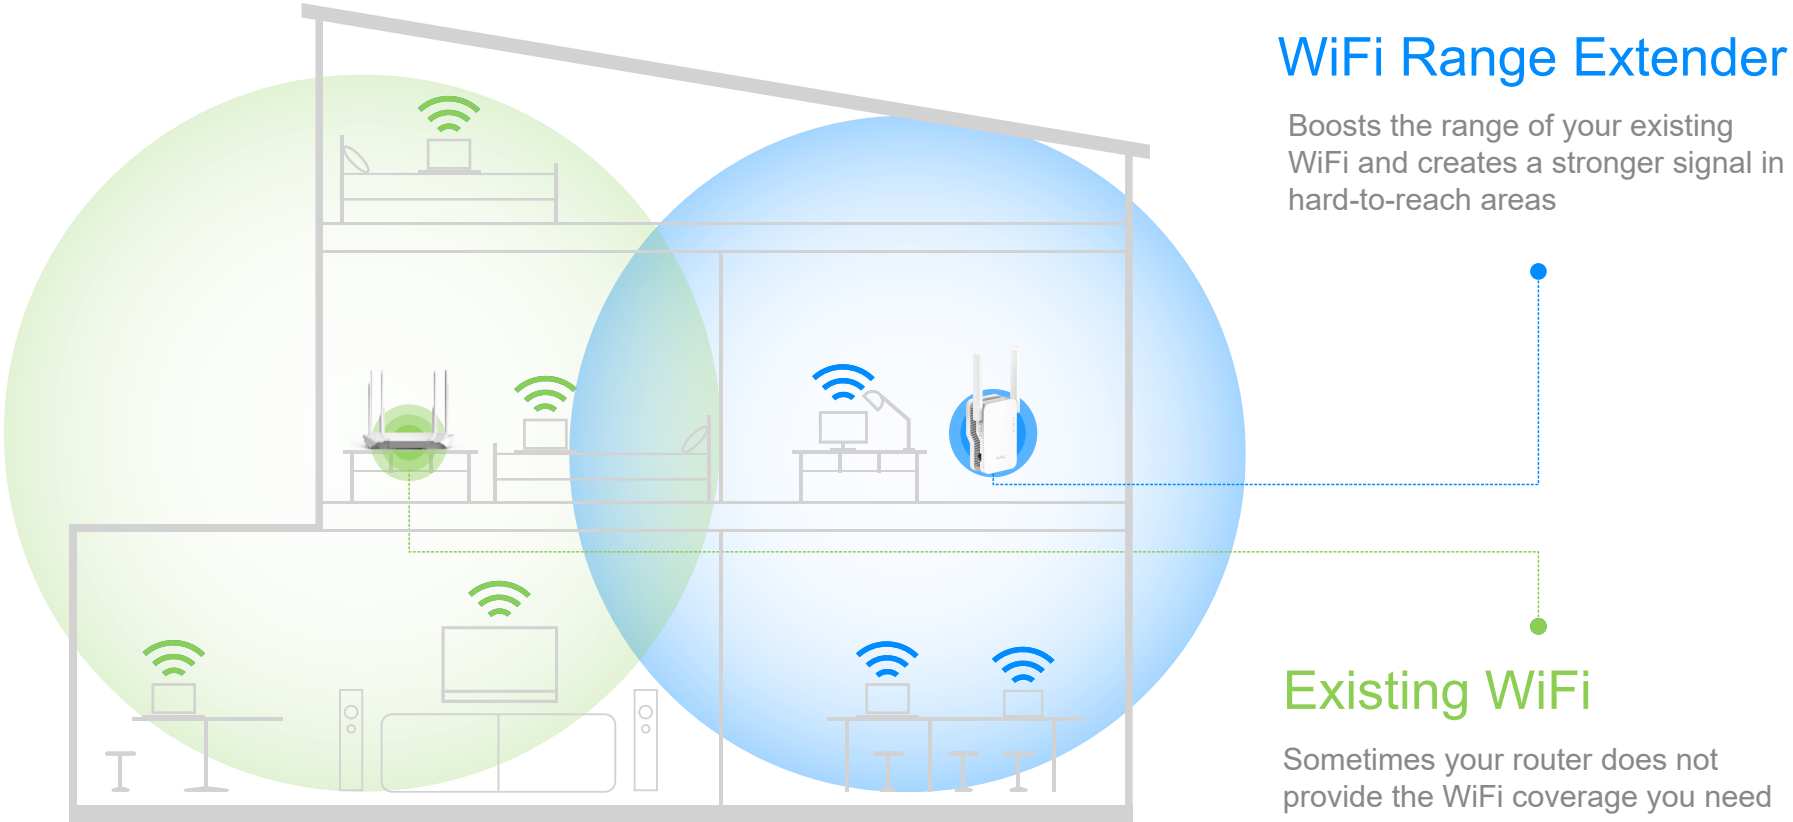 WiFi Range Extender
Boosts the range of your existing
WiFi and creates a stronger signal in
hard-to-reach areas
Existing WiFi
Sometimes your router does not
provide the WiFi coverage you need